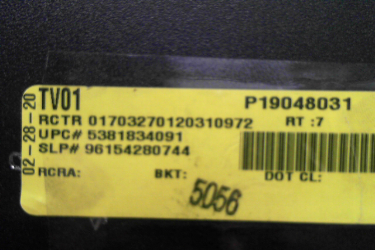 02-28-20
TV01 P19048031
RCTR 01703270120310972 RT :7
UPC# 5381834091
SLP# 96154280744
RCRA: BKT: DOT CL:
5056